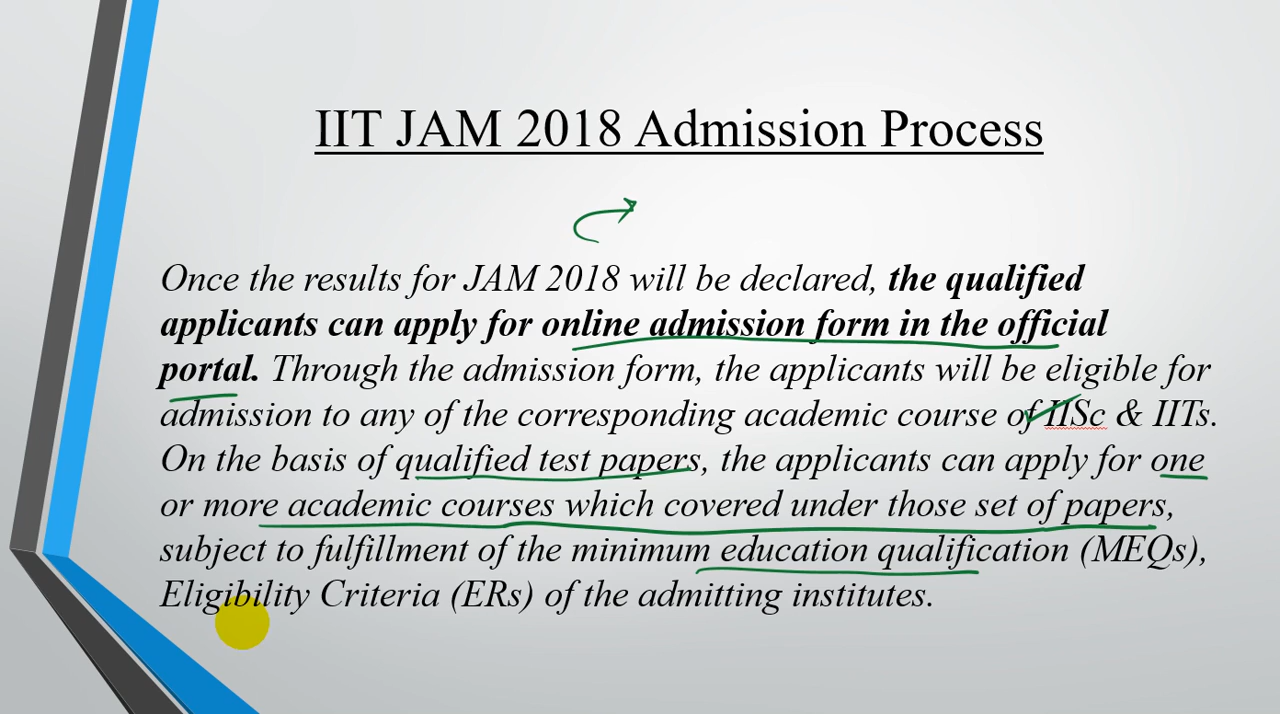 IIT JAM 2018 Admission Process
Once the results for JAM 2018 will be declared, the qualified
applicants can apply for online admission form in the official
portal. Through the admission form, the applicants will be eligible for
admission to any of the corresponding academic course of IISc & IITs.
On the basis of qualified test papers, the applicants can apply for one
or more academic courses which covered under those set of papers,
subject to fulfillment of the minimum education qualification (MEQs),
Eligibility Criteria (ERs) of the admitting institutes.